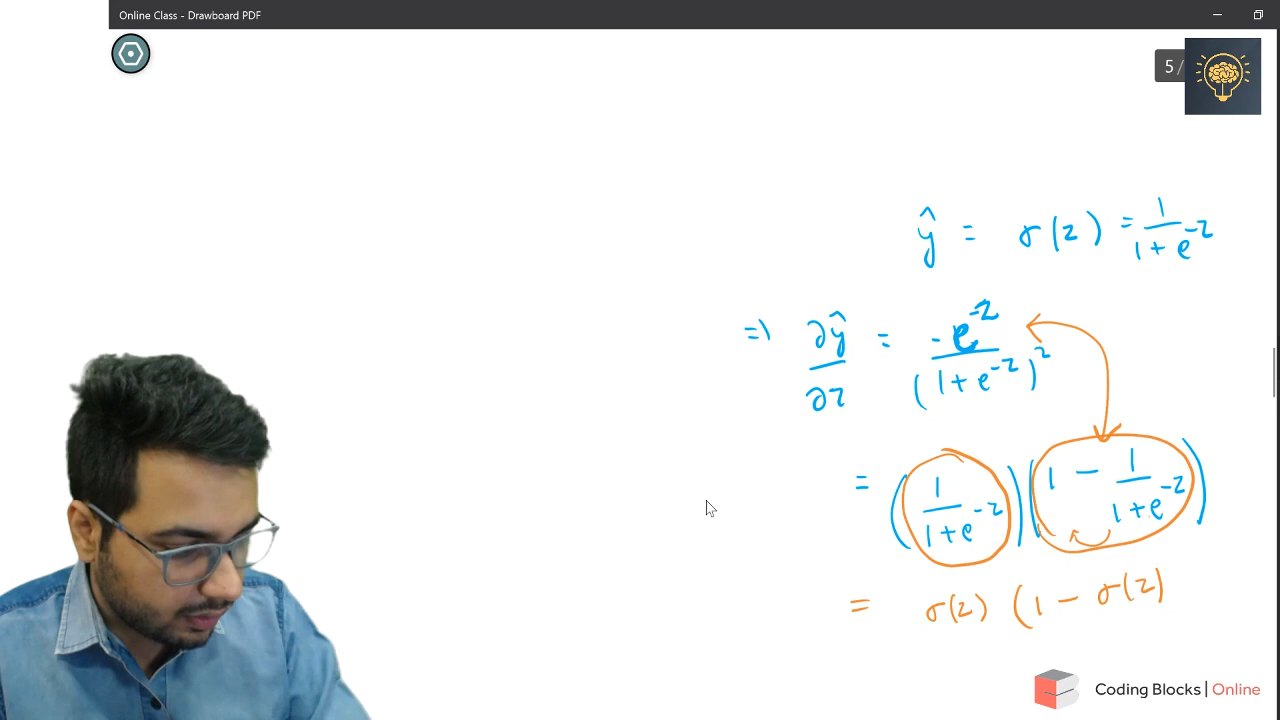 Online Class - Drawboard PDF
5 /
ŷ = σ(z) = 1/(1 + e^-z)
=> ∂ŷ/∂z = -e^-z/(1 + e^-z)^2
= (1/(1+e^-z)) (1 - 1/(1+e^-z))
= σ(z) (1 - σ(z)
Coding Blocks | Online